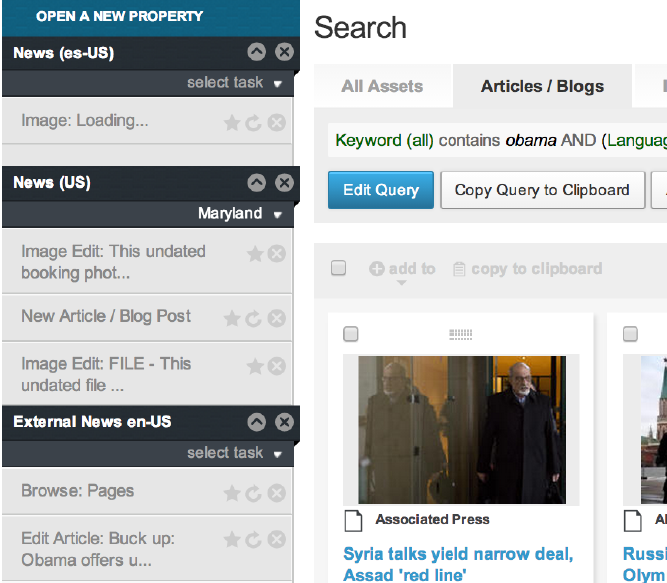 OPEN A NEW PROPERTY
News (es-US)
select task
Image: Loading...
News (US)
Maryland
Image Edit: This undated
booking phot...
New Article / Blog Post
Image Edit: FILE - This
undated file ...
External News en-US
select task
Browse: Pages
Edit Article: Buck up:
Obama offers u...
Search
All Assets
Articles / Blogs
Keyword (all) contains obama AND (Languag
Edit Query
Copy Query to Clipboard
add to
copy to clipboard
Associated Press
Syria talks yield narrow deal,
Assad 'red line'
Russi
Olym